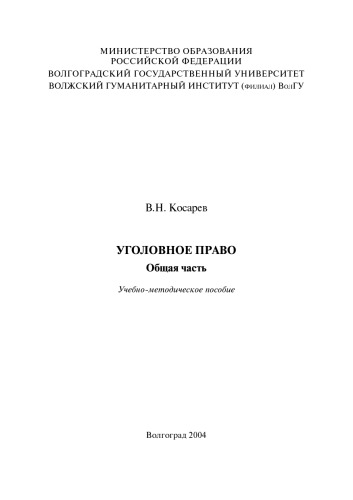 МИНИСТЕРСТВО ОБРАЗОВАНИЯ
РОССИЙСКОЙ ФЕДЕРАЦИИ
ВОЛГОГРАДСКИЙ ГОСУДАРСТВЕННЫЙ УНИВЕРСИТЕТ
ВОЛЖСКИЙ ГУМАНИТАРНЫЙ ИНСТИТУТ (ФИЛИАЛ) ВОЛГУ
В.Н. Косарев
УГОЛОВНОЕ ПРАВО
Общая часть
Учебно-методическое пособие
Волгоград 2004